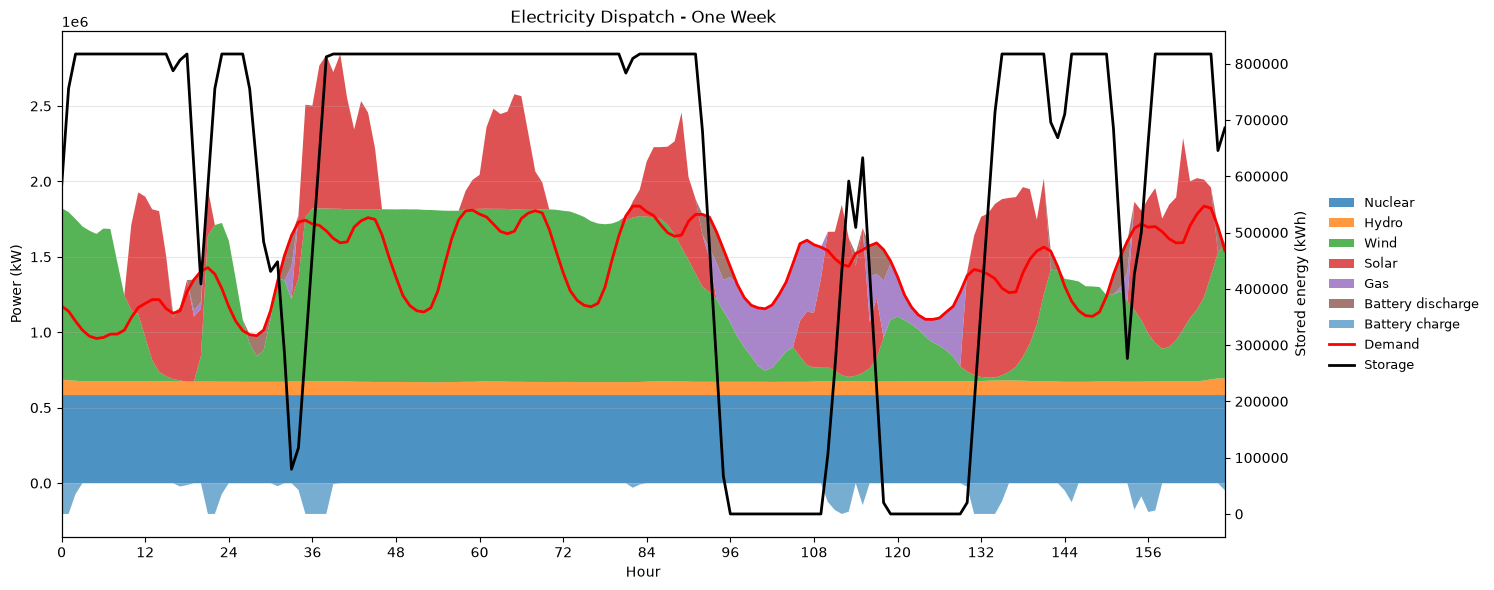 Electricity Dispatch - One Week
1e6
2.5
2.0
1.5
1.0
0.5
0.0
Power (kW)
0 12 24 36 48 60 72 84 96 108 120 132 144 156
Hour
800000
700000
600000
500000
400000
300000
200000
100000
0
Stored energy (kWh)
Nuclear
Hydro
Wind
Solar
Gas
Battery discharge
Battery charge
Demand
Storage